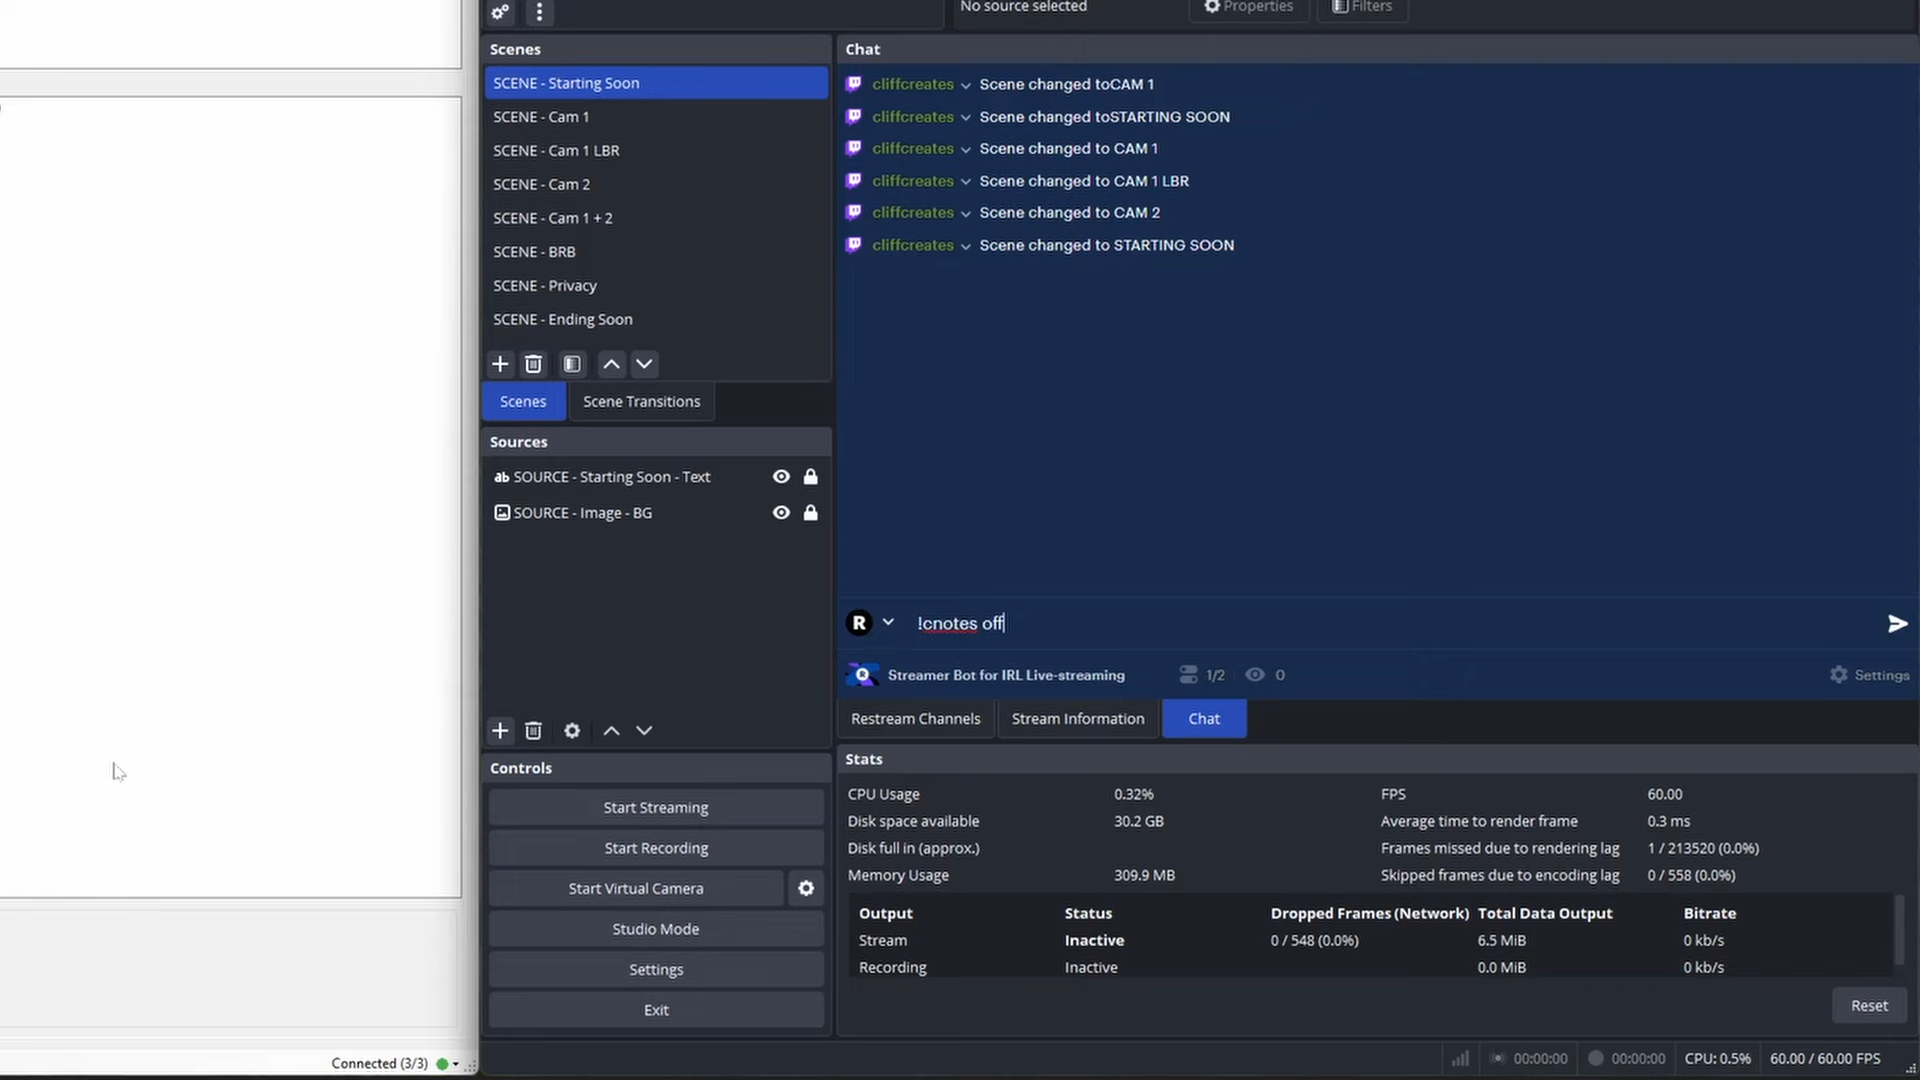 No source selected
Properties
Filters
Scenes
SCENE - Starting Soon
SCENE - Cam 1
SCENE - Cam 1 LBR
SCENE - Cam 2
SCENE - Cam 1 + 2
SCENE - BRB
SCENE - Privacy
SCENE - Ending Soon
Scenes
Scene Transitions
Sources
ab SOURCE - Starting Soon - Text
SOURCE - Image - BG
Controls
Start Streaming
Start Recording
Start Virtual Camera
Studio Mode
Settings
Exit
Chat
cliffcreates Scene changed toCAM 1
cliffcreates Scene changed toSTARTING SOON
cliffcreates Scene changed to CAM 1
cliffcreates Scene changed to CAM 1 LBR
cliffcreates Scene changed to CAM 2
cliffcreates Scene changed to STARTING SOON
R !cnotes off
R Streamer Bot for IRL Live-streaming 1/2 0 Settings
Restream Channels
Stream Information
Chat
Stats
CPU Usage 0.32% FPS 60.00
Disk space available 30.2 GB Average time to render frame 0.3 ms
Disk full in (approx.) Frames missed due to rendering lag 1 / 213520 (0.0%)
Memory Usage 309.9 MB Skipped frames due to encoding lag 0 / 558 (0.0%)
Output Status Dropped Frames (Network) Total Data Output Bitrate
Stream Inactive 0 / 548 (0.0%) 6.5 MiB 0 kb/s
Recording Inactive 0.0 MiB 0 kb/s
Reset
Connected (3/3)
00:00:00 00:00:00 CPU: 0.5% 60.00 / 60.00 FPS